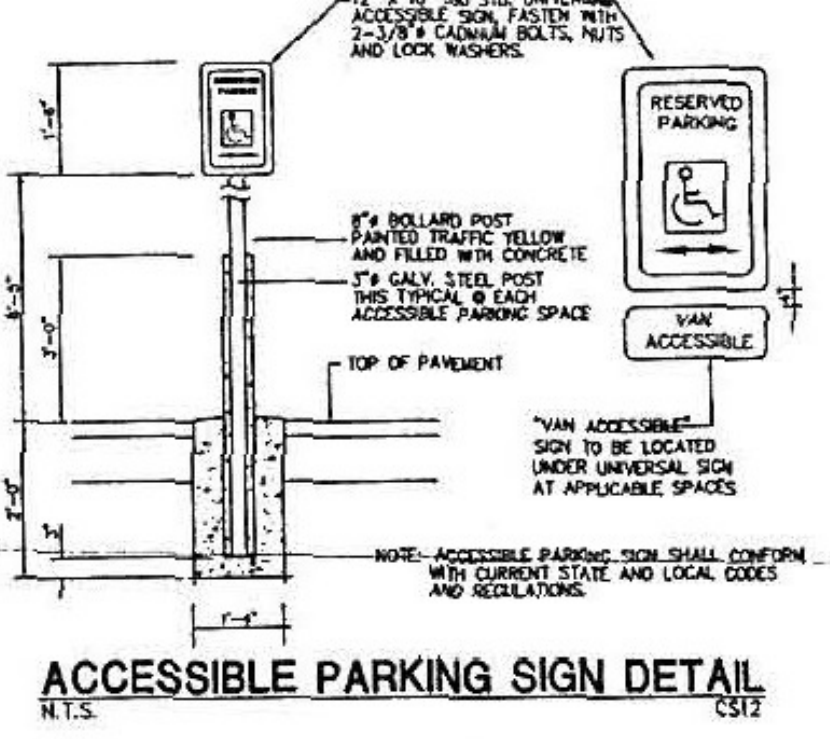 ACCESSIBLE SIGN, FASTEN WITH
2-3/8"ø CADMIUM BOLTS, NUTS
AND LOCK WASHERS.
RESERVED
PARKING
1'-6"
RESERVED
PARKING
8"ø BOLLARD POST
PAINTED TRAFFIC YELLOW
AND FILLED WITH CONCRETE
3"ø GALV. STEEL POST
THIS TYPICAL @ EACH
ACCESSIBLE PARKING SPACE
3'-0"
VAN
ACCESSIBLE
TOP OF PAVEMENT
"VAN ACCESSIBLE"
SIGN TO BE LOCATED
UNDER UNIVERSAL SIGN
AT APPLICABLE SPACES
2'-0"
3"
NOTE: ACCESSIBLE PARKING SIGN SHALL CONFORM
WITH CURRENT STATE AND LOCAL CODES
AND REGULATIONS.
ACCESSIBLE PARKING SIGN DETAIL
N.T.S.
CS12